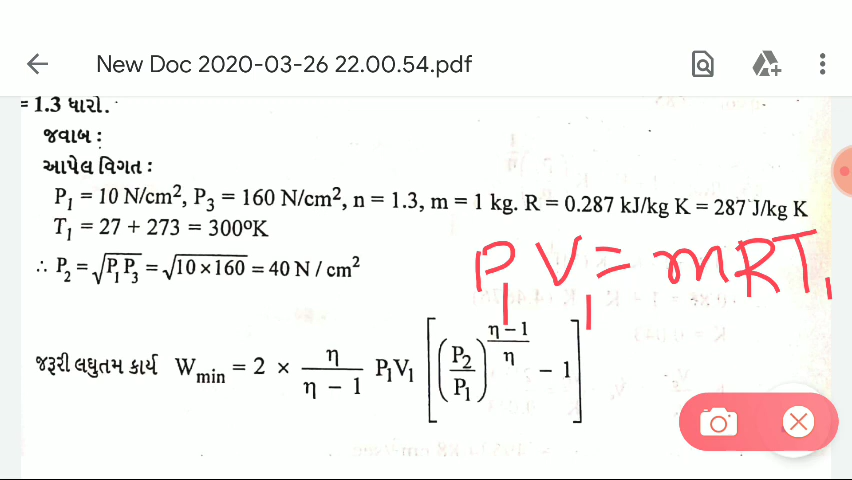 New Doc 2020-03-26 22.00.54.pdf
= 1.3 ધારો.
જવાબ :
આપેલ વિગત :
P₁ = 10 N/cm², P₃ = 160 N/cm², n = 1.3, m = 1 kg. R = 0.287 kJ/kg K = 287 J/kg K
T₁ = 27 + 273 = 300°K
∴ P₂ = √P₁P₃ = √10×160 = 40 N / cm²
P₁V₁ = mRT₁
જરૂરી લઘુતમ કાર્ય W_min = 2 × η/(η − 1) P₁V₁ [(P₂/P₁)^((η−1)/η) − 1]